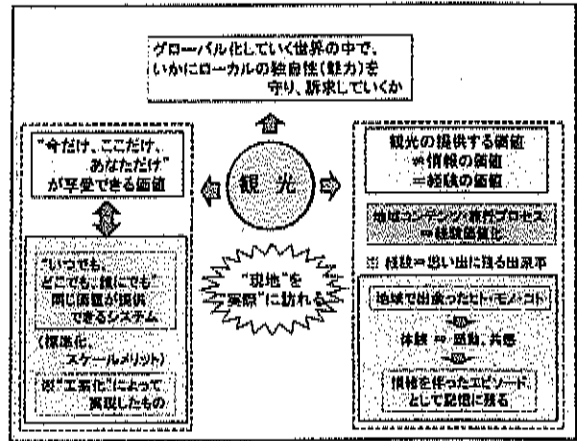 グローバル化していく世界の中で、
いかにローカルの独自性(魅力)を
守り、訴求していくか
"今だけ、ここだけ、
あなただけ"
が享受できる価値
観光
観光の提供する価値
≠情報の価値
=経験の価値
"いつでも、
どこでも、誰にでも"
同じ価値が提供
できるシステム
(標準化、
スケールメリット)
※"工業化"によって
実現したもの
"現地"を
"実際"に訪れる
地域コンテンツ・旅行プロセス
⇒経験価値化
※ 経験=思い出に残る出来事
地域で出会ったヒト・モノ・コト
体験 ⇒ 感動、共感
情緒を伴ったエピソード
として記憶に残る